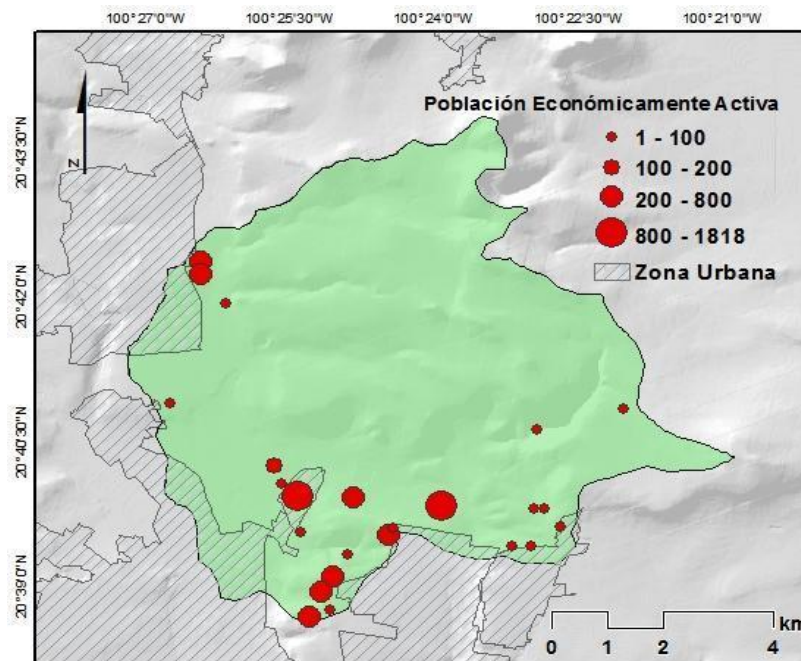 100°27'0"W 100°25'30"W 100°24'0"W 100°22'30"W 100°21'0"W
Población Económicamente Activa
1 - 100
100 - 200
200 - 800
800 - 1818
Zona Urbana
N
20°43'30"N
20°42'0"N
20°40'30"N
20°39'0"N
km
0 1 2 4